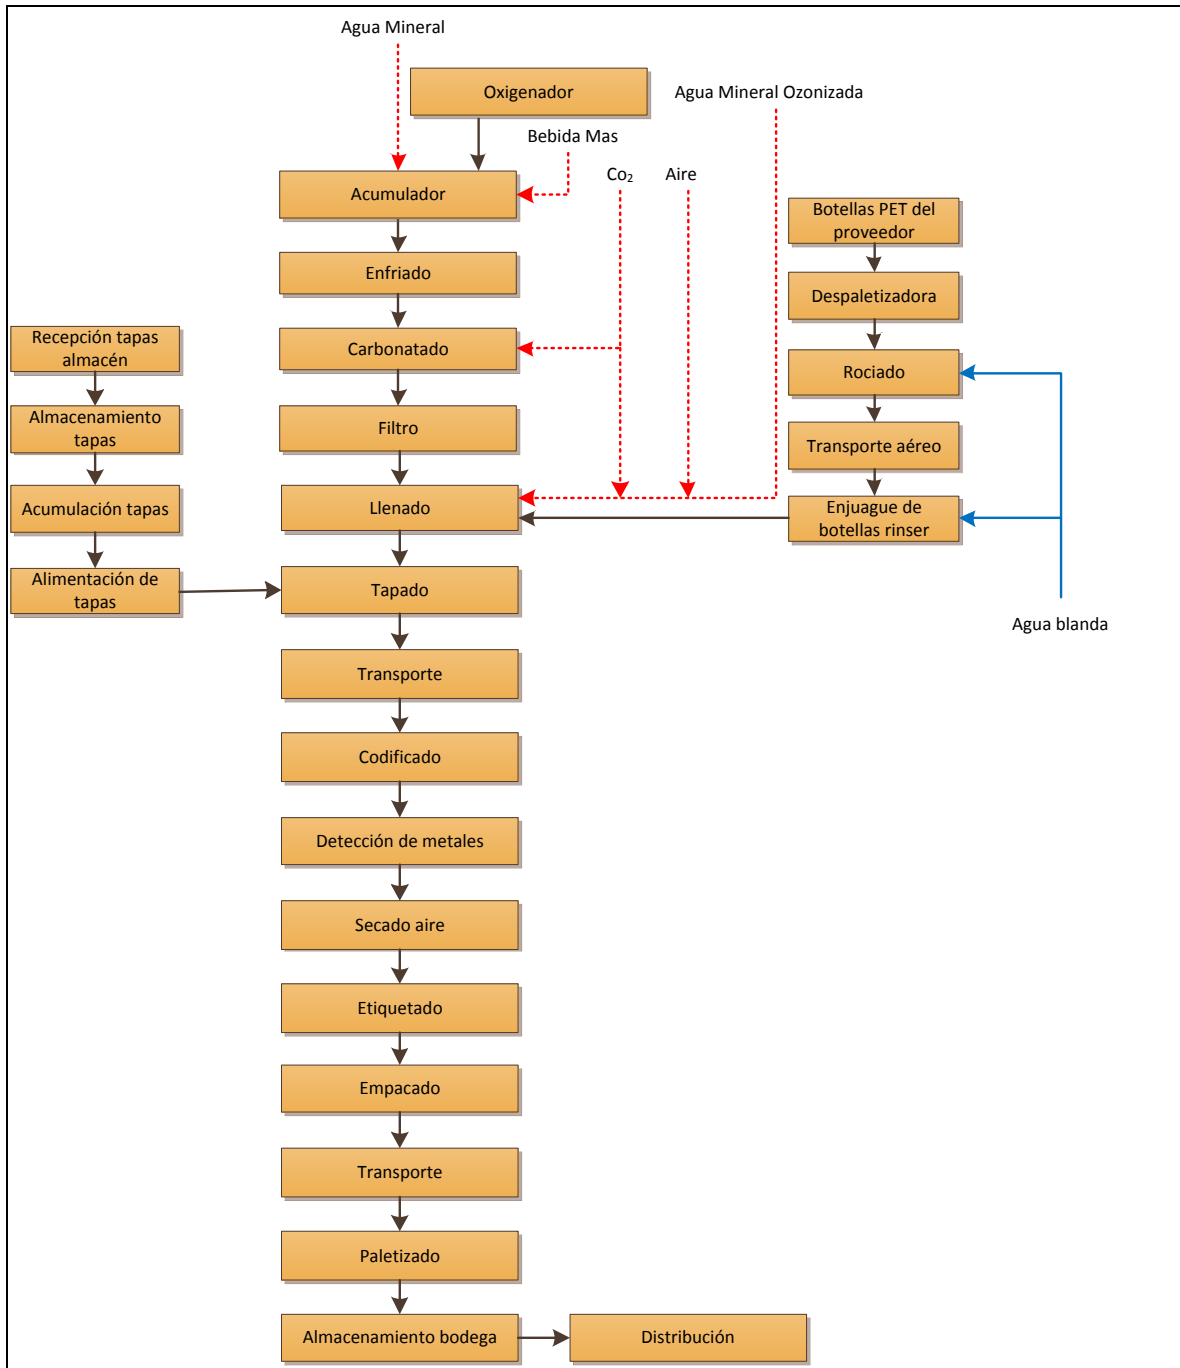 Agua Mineral
Oxigenador
Agua Mineral Ozonizada
Bebida Mas
Co₂
Aire
Acumulador
Botellas PET del
proveedor
Enfriado
Despaletizadora
Recepción tapas
almacén
Carbonatado
Rociado
Almacenamiento
tapas
Filtro
Transporte aéreo
Acumulación tapas
Llenado
Enjuague de
botellas rinser
Alimentación de
tapas
Tapado
Agua blanda
Transporte
Codificado
Detección de metales
Secado aire
Etiquetado
Empacado
Transporte
Paletizado
Almacenamiento bodega
Distribución